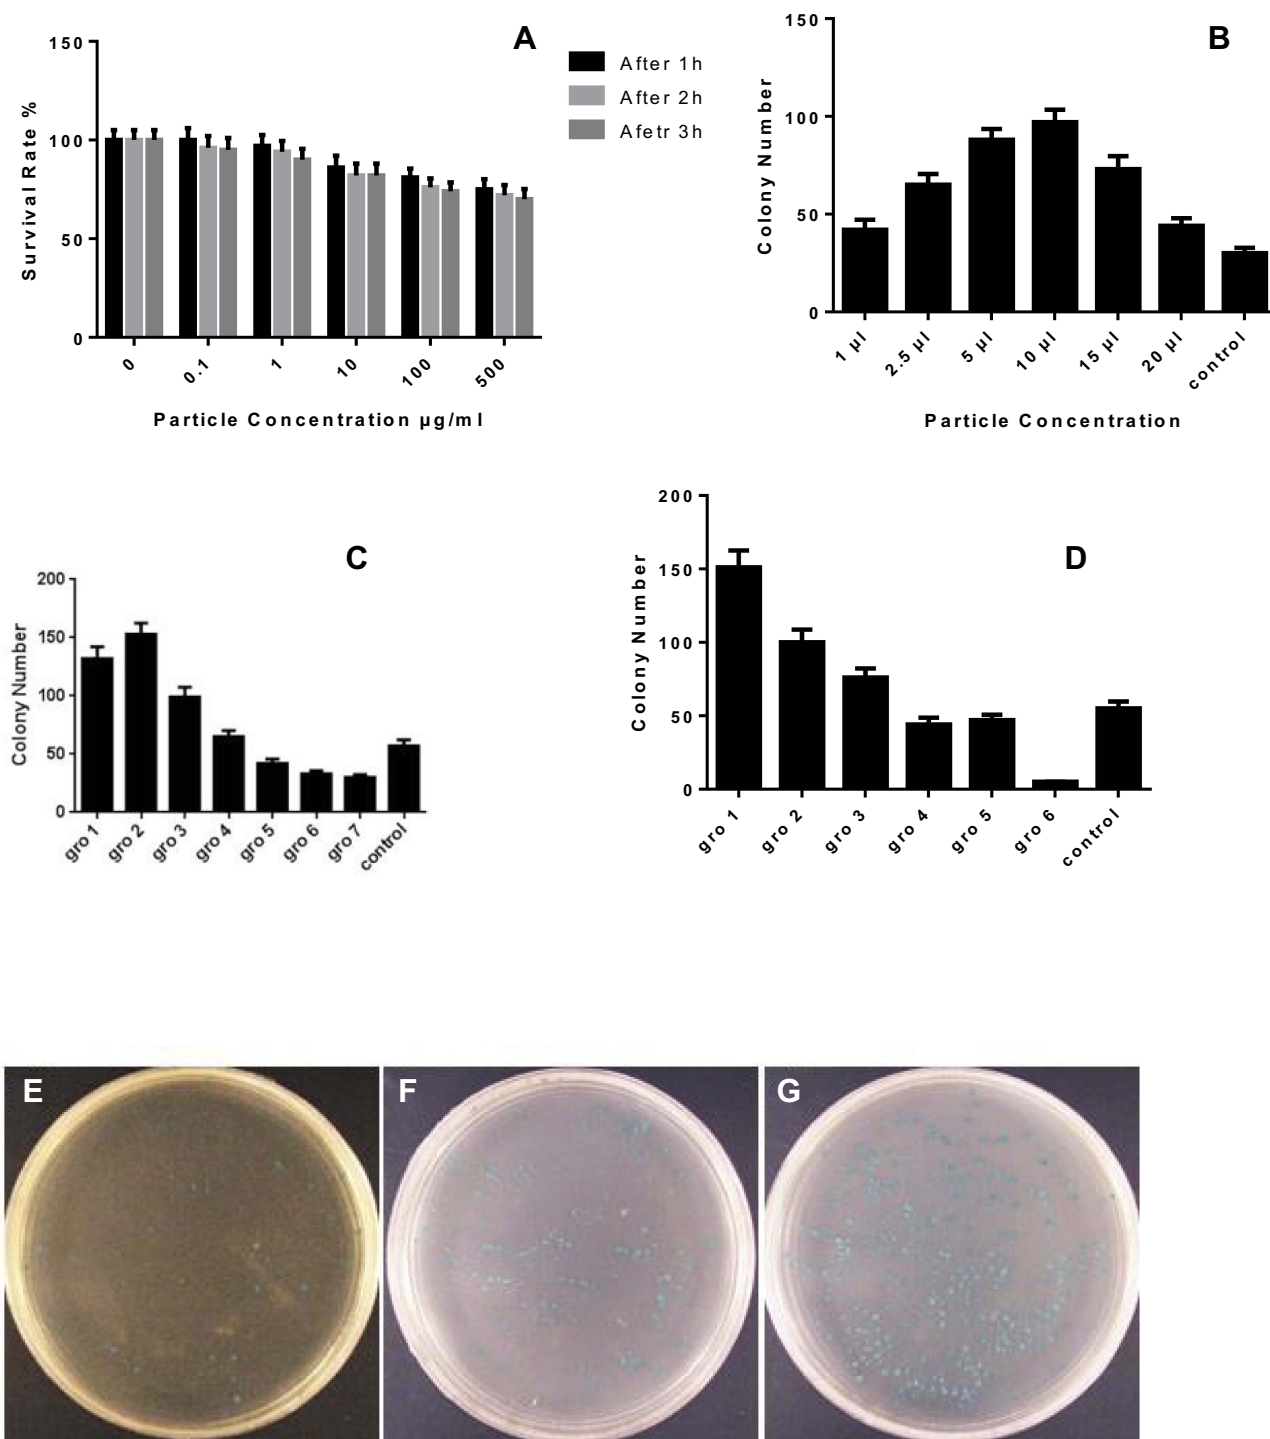 A
After 1h
After 2h
Afetr 3h
Survival Rate %
150
100
50
0
0
0.1
1
10
100
500
Particle Concentration µg/ml
B
Colony Number
150
100
50
0
1 µl
2.5 µl
5 µl
10 µl
15 µl
20 µl
control
Particle Concentration
C
Colony Number
200
150
100
50
0
gro 1
gro 2
gro 3
gro 4
gro 5
gro 6
gro 7
control
D
Colony Number
200
150
100
50
0
gro 1
gro 2
gro 3
gro 4
gro 5
gro 6
control
E
F
G